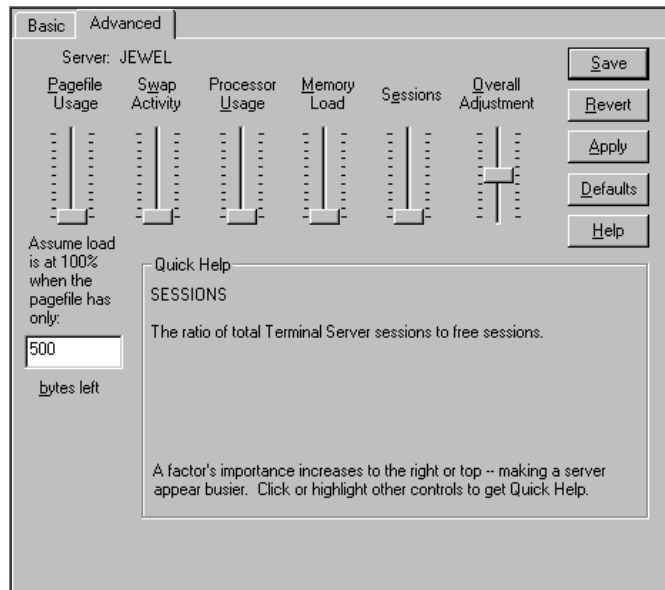 Basic
Advanced
Server: JEWEL
Pagefile
Usage
Swap
Activity
Processor
Usage
Memory
Load
Sessions
Overall
Adjustment
Save
Revert
Apply
Defaults
Help
Assume load
is at 100%
when the
pagefile has
only:
500
bytes left
Quick Help
SESSIONS
The ratio of total Terminal Server sessions to free sessions.
A factor's importance increases to the right or top -- making a server
appear busier. Click or highlight other controls to get Quick Help.